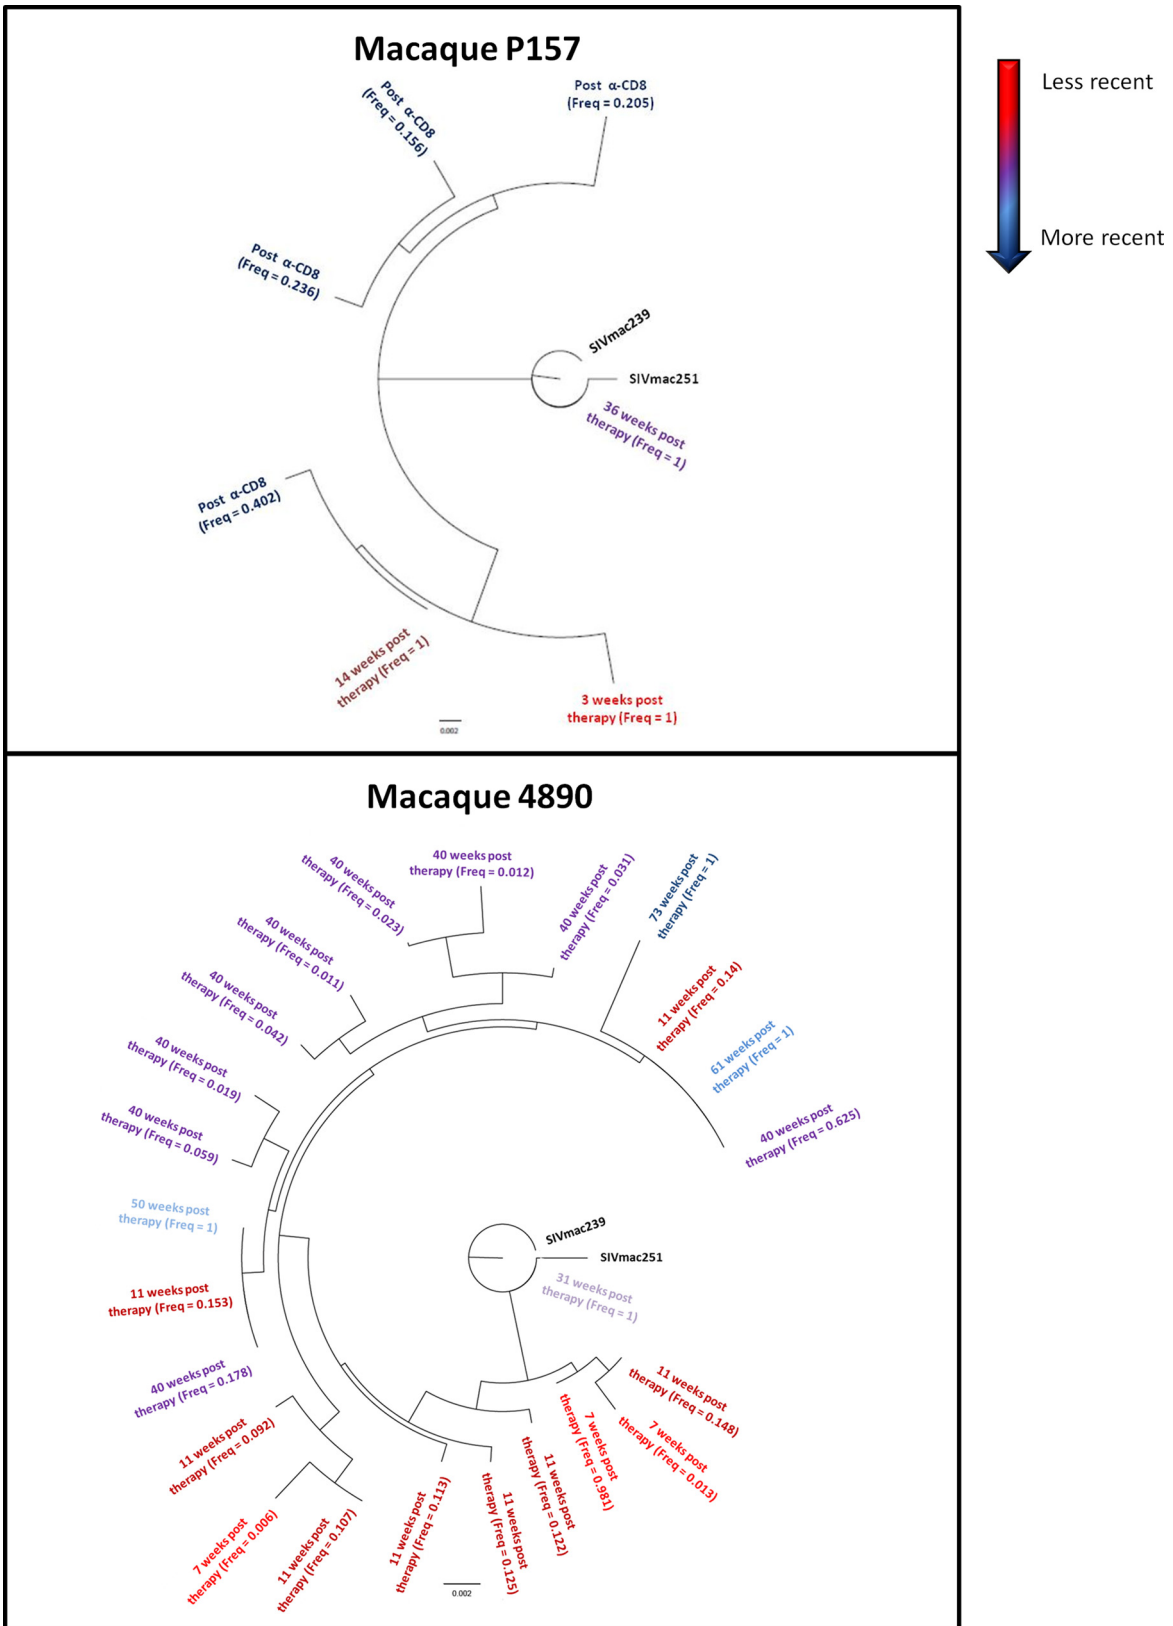 Macaque P157
Post α-CD8
(Freq = 0.205)
Post α-CD8
(Freq = 0.156)
Post α-CD8
(Freq = 0.236)
SIVmac239
SIVmac251
36 weeks post
therapy (Freq = 1)
Post α-CD8
(Freq = 0.402)
14 weeks post
therapy (Freq = 1)
3 weeks post
therapy (Freq = 1)
0.002
Less recent
More recent
Macaque 4890
40 weeks post
therapy (Freq = 0.012)
40 weeks post
therapy (Freq = 0.023)
40 weeks post
therapy (Freq = 0.031)
73 weeks post
therapy (Freq = 1)
40 weeks post
therapy (Freq = 0.011)
11 weeks post
therapy (Freq = 0.14)
40 weeks post
therapy (Freq = 0.042)
61 weeks post
therapy (Freq = 1)
40 weeks post
therapy (Freq = 0.019)
40 weeks post
therapy (Freq = 0.625)
40 weeks post
therapy (Freq = 0.059)
50 weeks post
therapy (Freq = 1)
SIVmac239
SIVmac251
31 weeks post
therapy (Freq = 1)
11 weeks post
therapy (Freq = 0.153)
40 weeks post
therapy (Freq = 0.178)
11 weeks post
therapy (Freq = 0.148)
7 weeks post
therapy (Freq = 0.013)
7 weeks post
therapy (Freq = 0.981)
11 weeks post
therapy (Freq = 0.122)
11 weeks post
therapy (Freq = 0.125)
11 weeks post
therapy (Freq = 0.113)
11 weeks post
therapy (Freq = 0.092)
7 weeks post
therapy (Freq = 0.006)
11 weeks post
therapy (Freq = 0.107)
0.002